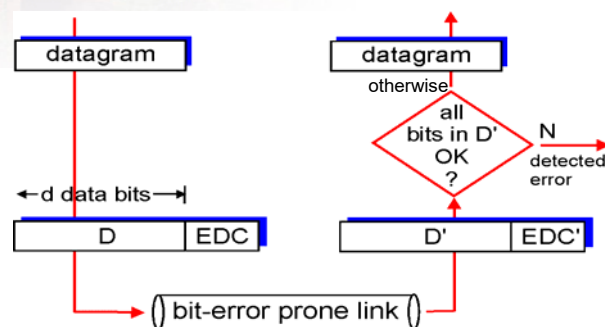 datagram
datagram
otherwise
all
bits in D'
OK
?
N
detected
error
d data bits
D
EDC
D'
EDC'
bit-error prone link